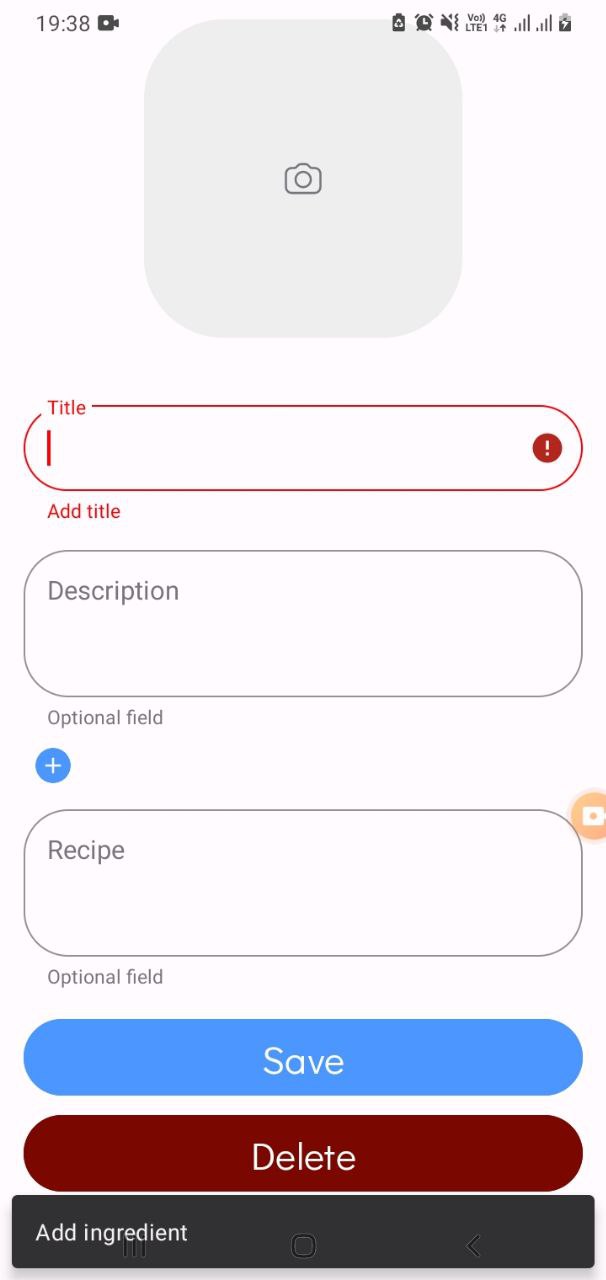 19:38
Vo)) 4G
LTE1
Title
Add title
Description
Optional field
Recipe
Optional field
Save
Delete
Add ingredient